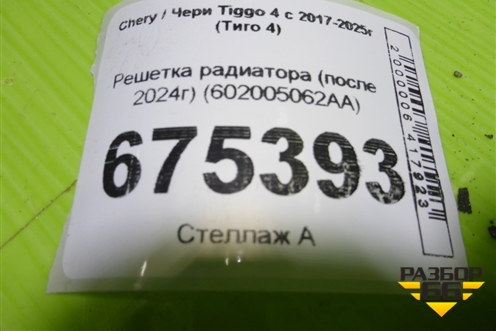 Chery / Чери Tiggo 4 с 2017-2025г
(Тиго 4)
Решетка радиатора (после
2024г) (602005062AA)
675393
Стеллаж А
2000006417923
РАЗБОР
66